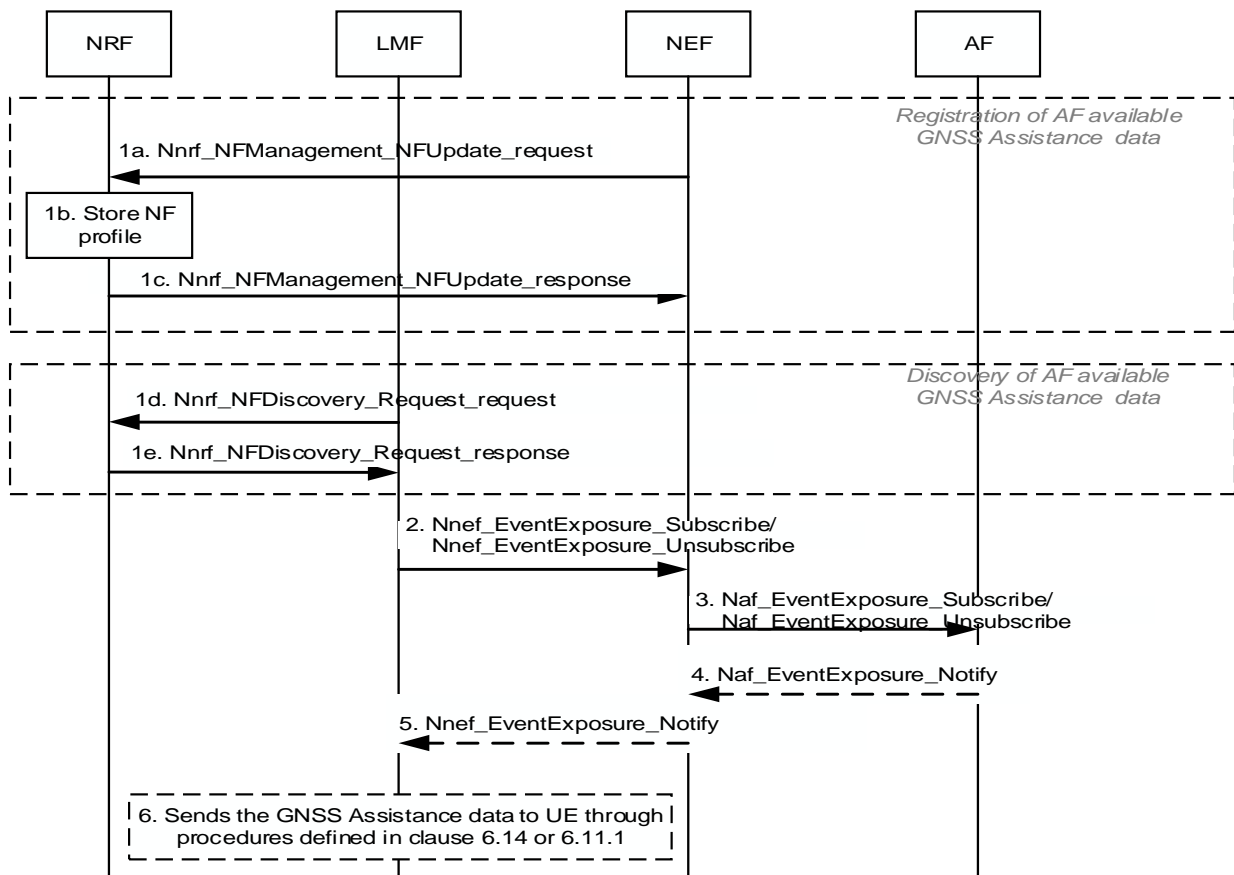 NRF
LMF
NEF
AF
Registration of AF available
GNSS Assistance data
1a. Nnrf_NFManagement_NFUpdate_request
1b. Store NF
profile
1c. Nnrf_NFManagement_NFUpdate_response
Discovery of AF available
GNSS Assistance data
1d. Nnrf_NFDiscovery_Request_request
1e. Nnrf_NFDiscovery_Request_response
2. Nnef_EventExposure_Subscribe/
Nnef_EventExposure_Unsubscribe
3. Naf_EventExposure_Subscribe/
Naf_EventExposure_Unsubscribe
4. Naf_EventExposure_Notify
5. Nnef_EventExposure_Notify
6. Sends the GNSS Assistance data to UE through
procedures defined in clause 6.14 or 6.11.1